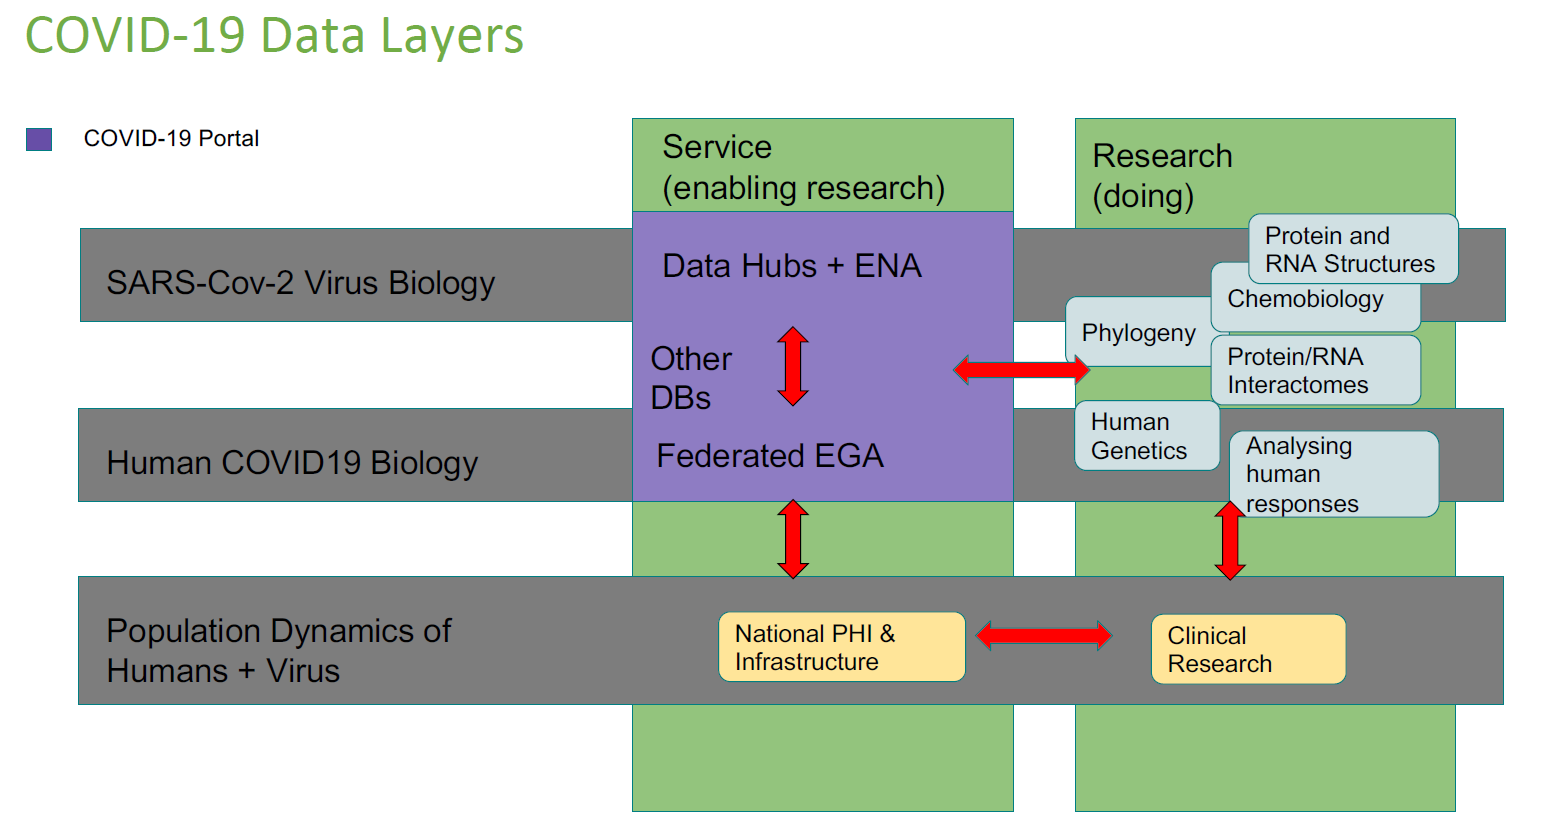 COVID-19 Data Layers
COVID-19 Portal
Service
(enabling research)
Research
(doing)
SARS-Cov-2 Virus Biology
Data Hubs + ENA
Protein and
RNA Structures
Chemobiology
Phylogeny
Other
DBs
Protein/RNA
Interactomes
Human COVID19 Biology
Federated EGA
Human
Genetics
Analysing
human
responses
Population Dynamics of
Humans + Virus
National PHI &
Infrastructure
Clinical
Research